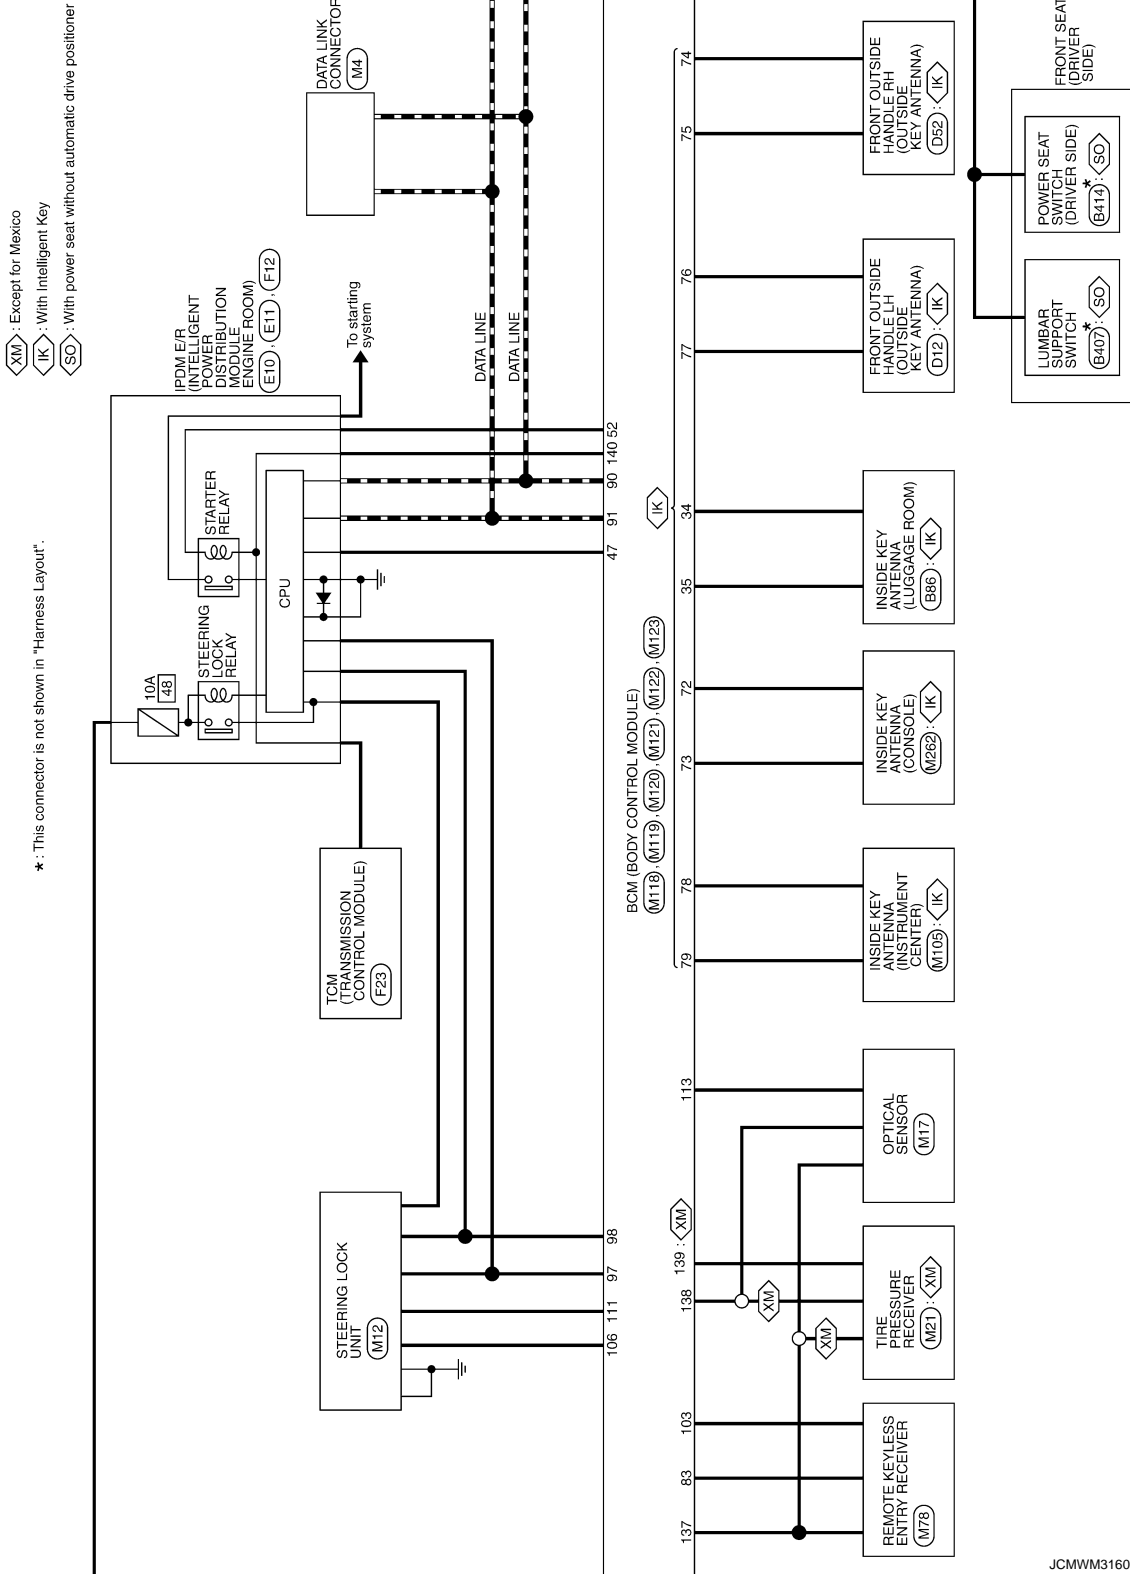 XM : Except for Mexico
IK : With Intelligent Key
SO : With power seat without automatic drive positioner
* : This connector is not shown in "Harness Layout".
DATA LINK
CONNECTOR
M4
IPDM E/R
(INTELLIGENT
POWER
DISTRIBUTION
MODULE
ENGINE ROOM)
E10 , E11 , F12
To starting
system
STARTER
RELAY
STEERING
LOCK
RELAY
10A
48
CPU
DATA LINE
DATA LINE
TCM
(TRANSMISSION
CONTROL MODULE)
F23
STEERING LOCK
UNIT
M12
106
111
97
98
47
91
90
140
52
BCM (BODY CONTROL MODULE)
M118 , M119 , M120 , M121 , M122 , M123
IK
137
83
103
138
139 : XM
113
79
78
73
72
35
34
77
76
75
74
XM
XM
REMOTE KEYLESS
ENTRY RECEIVER
M78
TIRE
PRESSURE
RECEIVER
M21 : XM
OPTICAL
SENSOR
M17
INSIDE KEY
ANTENNA
(INSTRUMENT
CENTER)
M105 : IK
INSIDE KEY
ANTENNA
(CONSOLE)
M262 : IK
INSIDE KEY
ANTENNA
(LUGGAGE ROOM)
B86 : IK
FRONT OUTSIDE
HANDLE LH
(OUTSIDE
KEY ANTENNA)
D12 : IK
FRONT OUTSIDE
HANDLE RH
(OUTSIDE
KEY ANTENNA)
D52 : IK
FRONT SEAT
(DRIVER
SIDE)
LUMBAR
SUPPORT
SWITCH
B407 * : SO
POWER SEAT
SWITCH
(DRIVER SIDE)
B414 * : SO
JCMWM3160